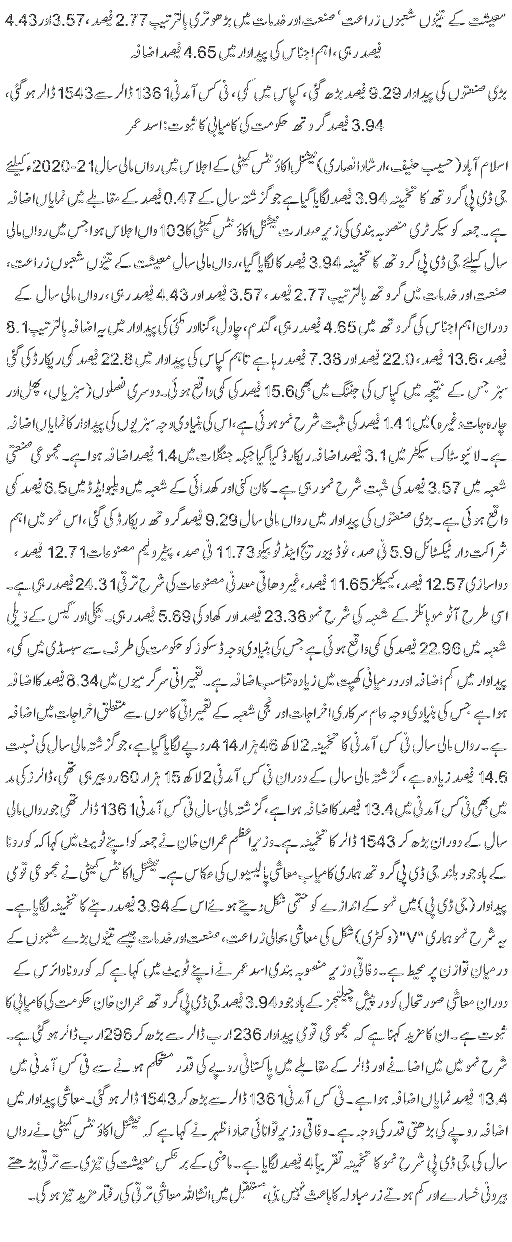 معیشت کے تینوں شعبوں زراعت‘ صنعت اور خدمات میں بڑھوتری بالترتیب 2.77 فیصد، 3.57، اور 4.43
فیصد رہی، اہم اجناس کی پیداوار میں 4.65 فیصد اضافہ
بڑی صنعتوں کی پیداوار 9.29 فیصد بڑھ گئی، کپاس میں کمی، فی کس آمدنی 1361 ڈالر سے 1543 ڈالر ہو گئی،
3.94 فیصد گروتھ حکومت کی کامیابی کا ثبوت: اسد عمر
اسلام آباد (حسیب حنیف، ارشاد انصاری) نیشنل اکاؤنٹس کمیٹی کے اجلاس میں رواں مالی سال 21-2020ء کیلئے
جی ڈی پی گروتھ کا تخمینہ 3.94 فیصد لگایا گیا ہے جو گزشتہ سال کے 0.47 فیصد کے مقابلے میں نمایاں اضافہ
ہے۔ جمعہ کو سیکرٹری منصوبہ بندی کی زیر صدارت نیشنل اکاؤنٹس کمیٹی کا 103 واں اجلاس ہوا جس میں رواں مالی
سال کیلئے جی ڈی پی گروتھ کا تخمینہ 3.94 فیصد کا لگایا گیا، رواں مالی سال معیشت کے تینوں شعبوں زراعت،
صنعت اور خدمات میں گروتھ بالترتیب 2.77 فیصد، 3.57 فیصد اور 4.43 فیصد رہی، رواں مالی سال کے
دوران اہم اجناس کی گروتھ میں 4.65 فیصد رہی، گندم، چاول، گنا اور مکئی کی پیداوار میں یہ اضافہ بالترتیب 8.1
فیصد، 13.6 فیصد، 22.0 فیصد اور 7.38 فیصد رہا ہے تاہم کپاس کی پیداوار میں 22.8 فیصد کمی ریکارڈ کی گئی
سبز جس کے نتیجہ میں کپاس کی جننگ میں بھی 15.6 فیصد کی کمی واقع ہوئی۔ دوسری فصلوں (سبزیاں، پھل اور
چارہ جات وغیرہ) میں 1.41 فیصد کی مثبت شرح نمو ہوئی ہے، اس کی بنیادی وجہ سبزیوں کی پیداوار کا نمایاں اضافہ
ہے۔ لائیو سٹاک سیکٹر میں 3.1 فیصد اضافہ ریکارڈ کیا گیا جبکہ جنگلات میں 1.4 فیصد اضافہ ہوا ہے۔ مجموعی صنعتی
شعبہ میں 3.57 فیصد کی مثبت شرح نمو رہی ہے۔ کان کنی اور کھدائی کے شعبہ میں ویلیو ایڈڈ میں 6.5 فیصد کمی
واقع ہوئی ہے۔ بڑی صنعتوں کی پیداوار میں رواں مالی سال 9.29 فیصد گروتھ ریکارڈ کی گئی، اس نمو میں اہم
شراکت دار ٹیکسٹائل 5.9 فی صد، فوڈ بیوریج اینڈ ٹوبیکو 11.73 فی صد، پیٹرولیم مصنوعات 12.71 فیصد،
دوا سازی 12.57 فیصد، کیمیکلز 11.65 فیصد، غیر دھاتی معدنی مصنوعات کی شرح ترقی 24.31 فیصد رہی ہے۔
اسی طرح آٹو موبائلز کے شعبہ کی شرح نمو 23.38 فیصد اور کھاد کی 5.69 فیصد رہی۔ بجلی اور گیس کے ذیلی
شعبہ میں 22.96 فیصد کی کمی واقع ہوئی ہے جس کی بنیادی وجہ ڈسکوز کو حکومت کی طرف سے سبسڈی میں کمی،
پیداوار میں کم اضافہ اور درمیانی کھپت میں زیادہ تناسب اضافہ ہے۔ تعمیراتی سرگرمیوں میں 8.34 فیصد کا اضافہ
ہوا ہے جس کی بنیادی وجہ عام سرکاری اخراجات اور نجی شعبہ کے تعمیراتی کاموں سے متعلق اخراجات میں اضافہ
ہے۔ رواں مالی سال فی کس آمدنی کا تخمینہ 2 لاکھ 46 ہزار 414 روپے لگایا گیا ہے، جو گزشتہ مالی سال کی نسبت
14.6 فیصد زیادہ ہے، گزشتہ مالی سال کے دوران فی کس آمدنی 2 لاکھ 15 ہزار 60 روپیہ رہی تھی، ڈالرز کی مد
میں بھی فی کس آمدنی میں 13.4 فیصد کا اضافہ ہوا ہے، گزشتہ مالی سال فی کس آمدنی 1361 ڈالر تھی جو رواں مالی
سال کے دوران بڑھ کر 1543 ڈالر کا تخمینہ ہے۔ وزیراعظم عمران خان نے جمعہ کو اپنے ٹویٹ میں کہا کہ کورونا
کے باوجود بلند جی ڈی پی گروتھ ہماری کامیاب معاشی پالیسیوں کی عکاس ہے۔ نیشنل اکاؤنٹس کمیٹی نے مجموعی قومی
پیداوار (جی ڈی پی) میں نمو کے اندازے کو حتمی شکل دیتے ہوئے اس کے 3.94 فیصد رہنے کا تخمینہ لگایا ہے۔
یہ شرح نمو ہماری ”V“ (وکٹری) شکل کی معاشی بحالی زراعت، صنعت اور خدمات جیسے تینوں بڑے شعبوں کے
درمیان توازن پر محیط ہے۔ وفاقی وزیر منصوبہ بندی اسد عمر نے اپنے ٹویٹ میں کہا ہے کہ کورونا وائرس کے
دوران معاشی صورتحال کو درپیش چیلنجز کے باوجود 3.94 فیصد جی ڈی پی گروتھ عمران خان حکومت کی کامیابی کا
ثبوت ہے۔ ان کا مزید کہنا ہے کہ مجموعی قومی پیداوار 236 ارب ڈالر سے بڑھ کر 296 ارب ڈالر ہو گئی ہے۔
شرح نمو میں میں اضافے اور ڈالر کے مقابلے میں پاکستانی روپے کی قدر مستحکم ہونے سے فی کس آمدنی میں
13.4 فیصد نمایاں اضافہ ہوا ہے۔ فی کس آمدنی 1361 ڈالر سے بڑھ کر 1543 ڈالر ہو گئی۔ معاشی پیداوار میں
اضافہ روپے کی بڑھتی قدر کی وجہ ہے۔ وفاقی وزیر توانائی حماد اظہر نے کہا ہے کہ نیشنل اکاؤنٹس کمیٹی نے رواں
سال کی جی ڈی پی شرح نمو کا تخمینہ تقریباً 4 فیصد لگایا ہے۔ ماضی کے برعکس معیشت کی تیزی سے ترقی بڑھتے
بیرونی خسارے اور کم ہوتے زرمبادلہ کا باعث نہیں بنی، مستقبل میں انشااللہ معاشی ترقی کی رفتار مزید تیز ہو گی۔